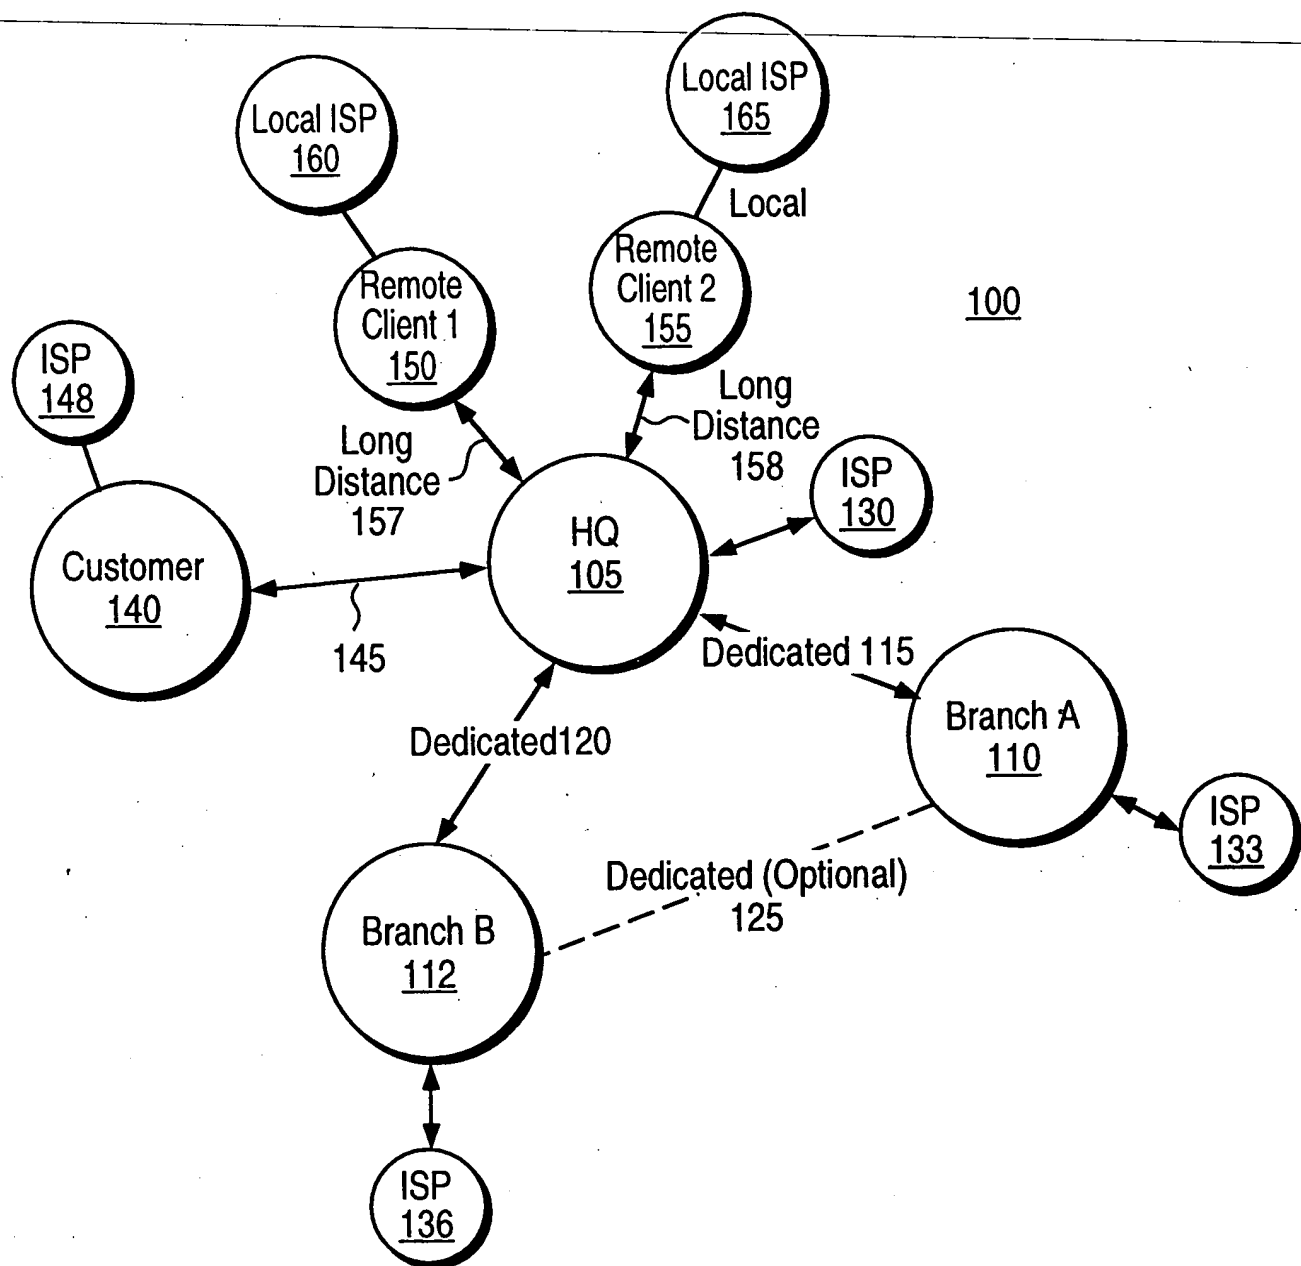 Local ISP
165
Local ISP
160
Local
Remote
Client 2
155
Remote
Client 1
150
100
ISP
148
Long
Distance
158
Long
Distance
157
ISP
130
HQ
105
Customer
140
145
Dedicated 115
Branch A
110
Dedicated120
ISP
133
Dedicated (Optional)
125
Branch B
112
ISP
136